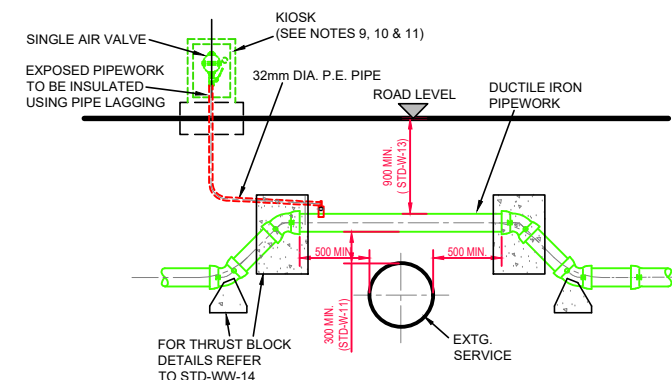 KIOSK
(SEE NOTES 9, 10 & 11)
SINGLE AIR VALVE
EXPOSED PIPEWORK
TO BE INSULATED
USING PIPE LAGGING
32mm DIA. P.E. PIPE
ROAD LEVEL
DUCTILE IRON
PIPEWORK
900 MIN.
( STD-W-13)
500 MIN.
500 MIN.
300 MIN.
(STD-W-11)
EXTG.
SERVICE
FOR THRUST BLOCK
DETAILS REFER
TO STD-WW-14